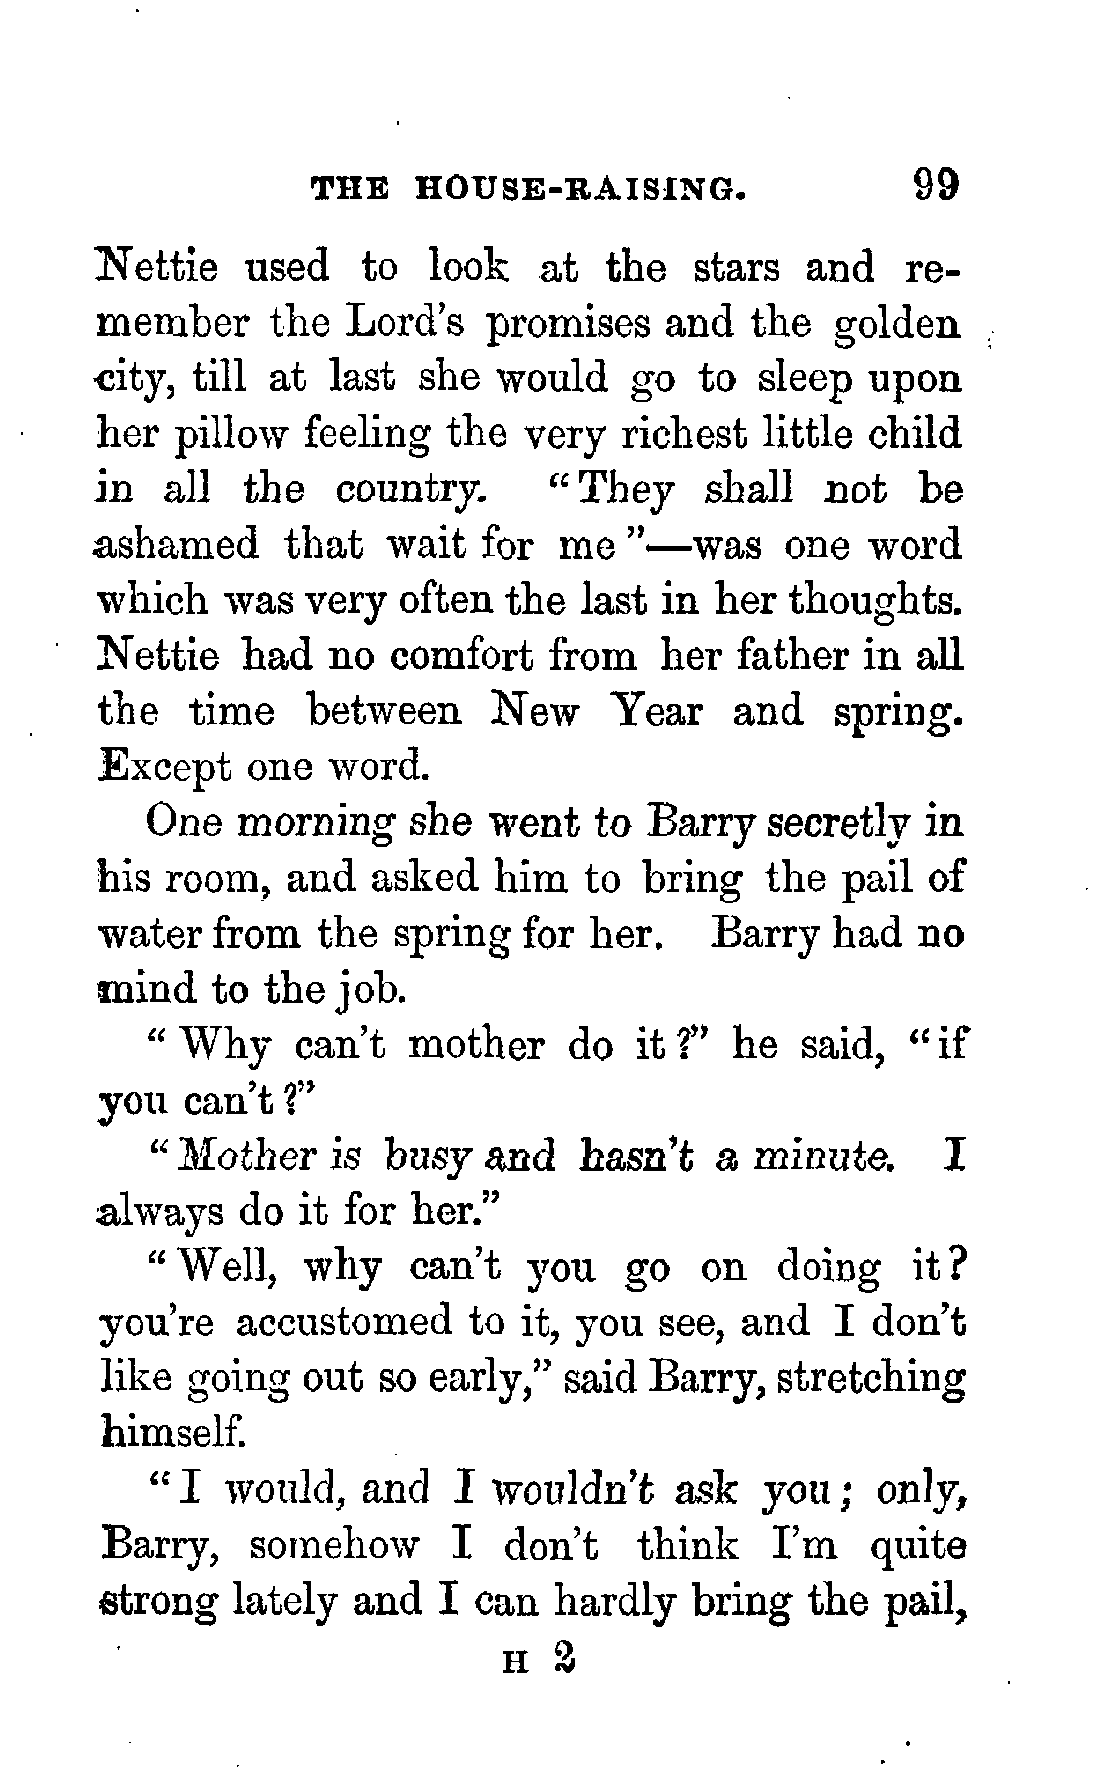 THE HOUSE-RAISING. 99
Nettie used to look at the stars and re-
member the Lord's promises and the golden
city, till at last she would go to sleep upon
her pillow feeling the very richest little child
in all the country. "They shall not be
ashamed that wait for me"—was one word
which was very often the last in her thoughts.
Nettie had no comfort from her father in all
the time between New Year and spring.
Except one word.
One morning she went to Barry secretly in
his room, and asked him to bring the pail of
water from the spring for her. Barry had no
mind to the job.
"Why can't mother do it?" he said, "if
you can't?"
"Mother is busy and hasn't a minute. I
always do it for her."
"Well, why can't you go on doing it?
you're accustomed to it, you see, and I don't
like going out so early," said Barry, stretching
himself.
"I would, and I wouldn't ask you; only,
Barry, somehow I don't think I'm quite
strong lately and I can hardly bring the pail,
H 2